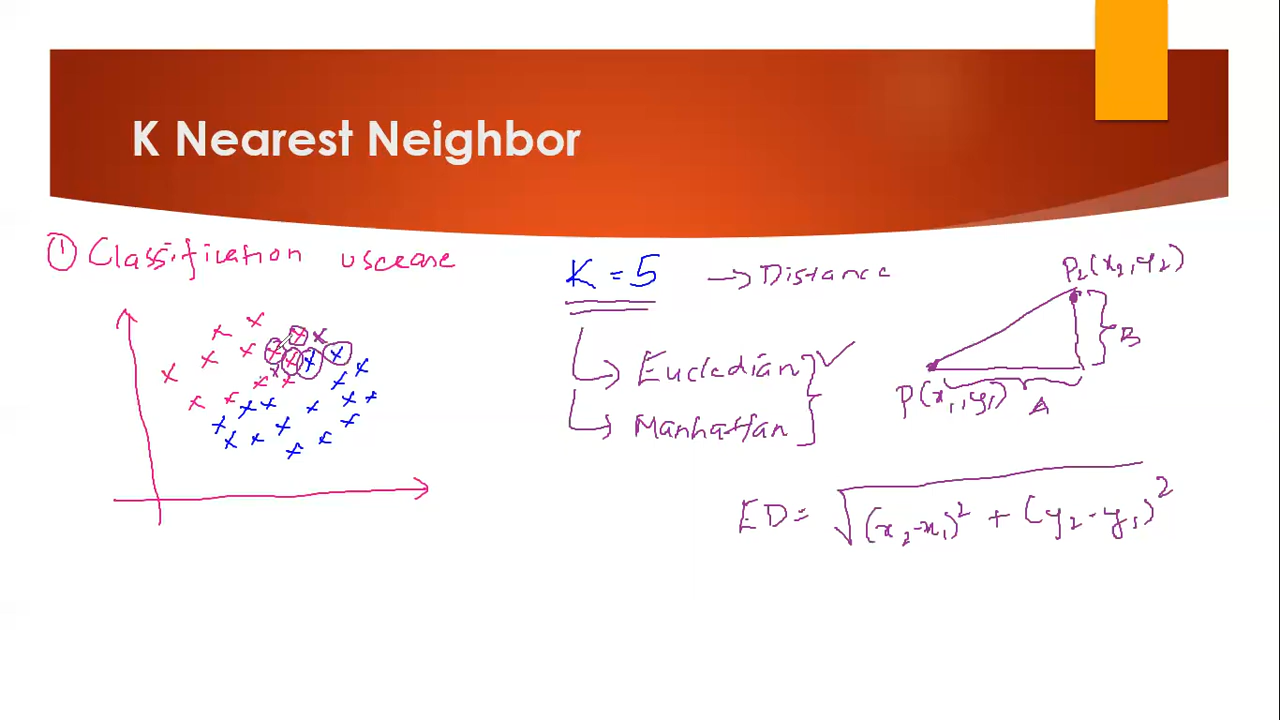 K Nearest Neighbor
① Classification usecase
K = 5 → Distance
Eucledian ✓
Manhattan
P2(x2, y2)
B
P(x1, y1)
A
ED = √(x2-x1)² + (y2-y1)²